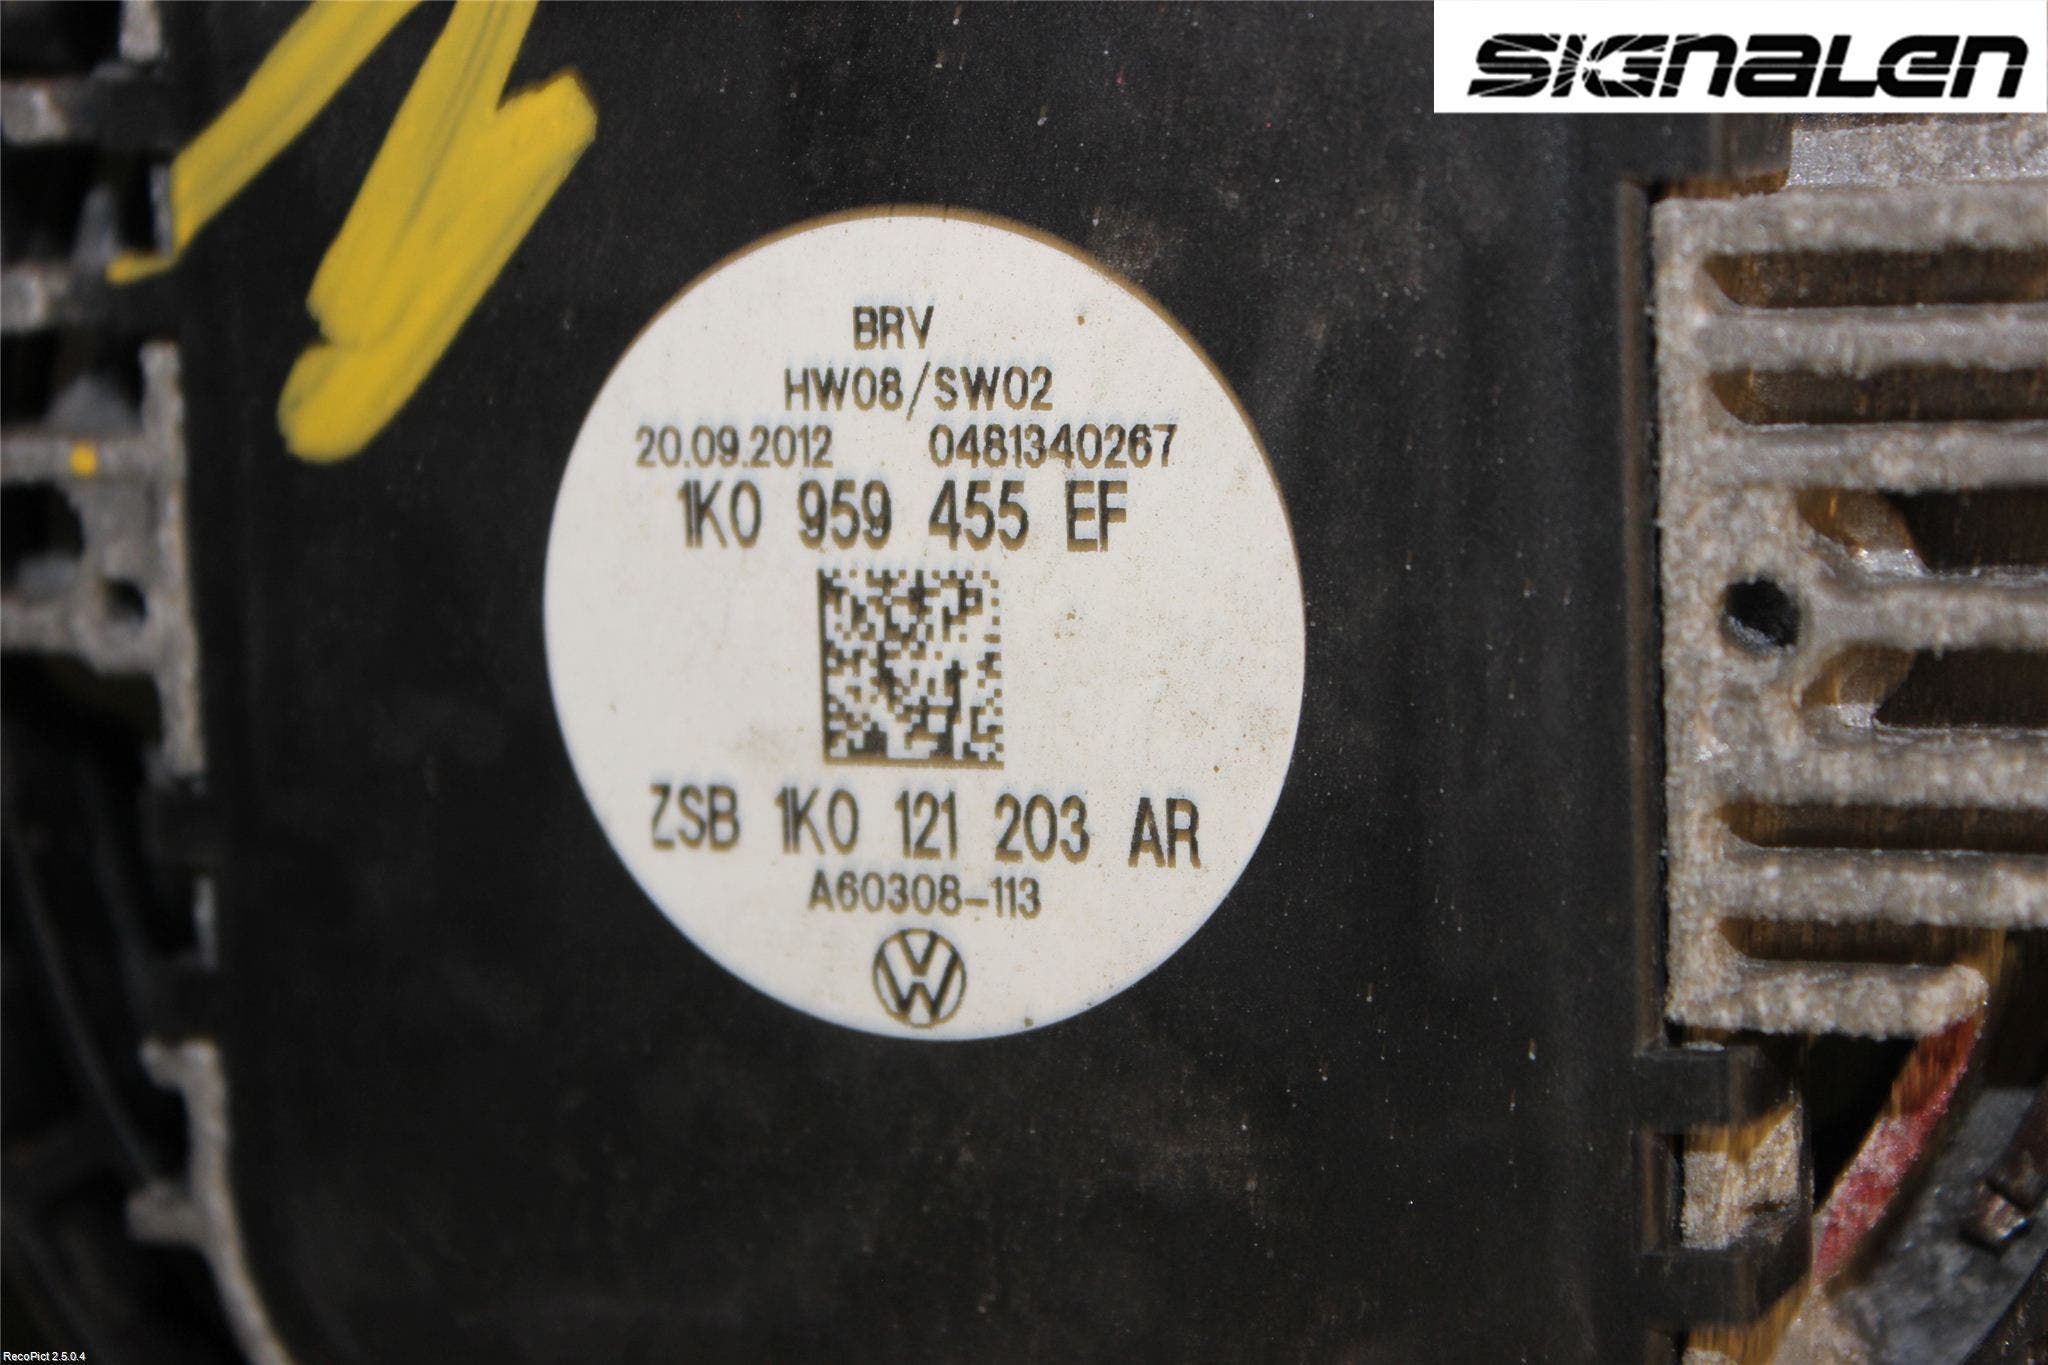 SIGNALEN
BRV
HW08/SW02
20.09.2012 0481340267
1K0 959 455 EF
ZSB 1K0 121 203 AR
A60308-113
RecoPict 2.5.0.4